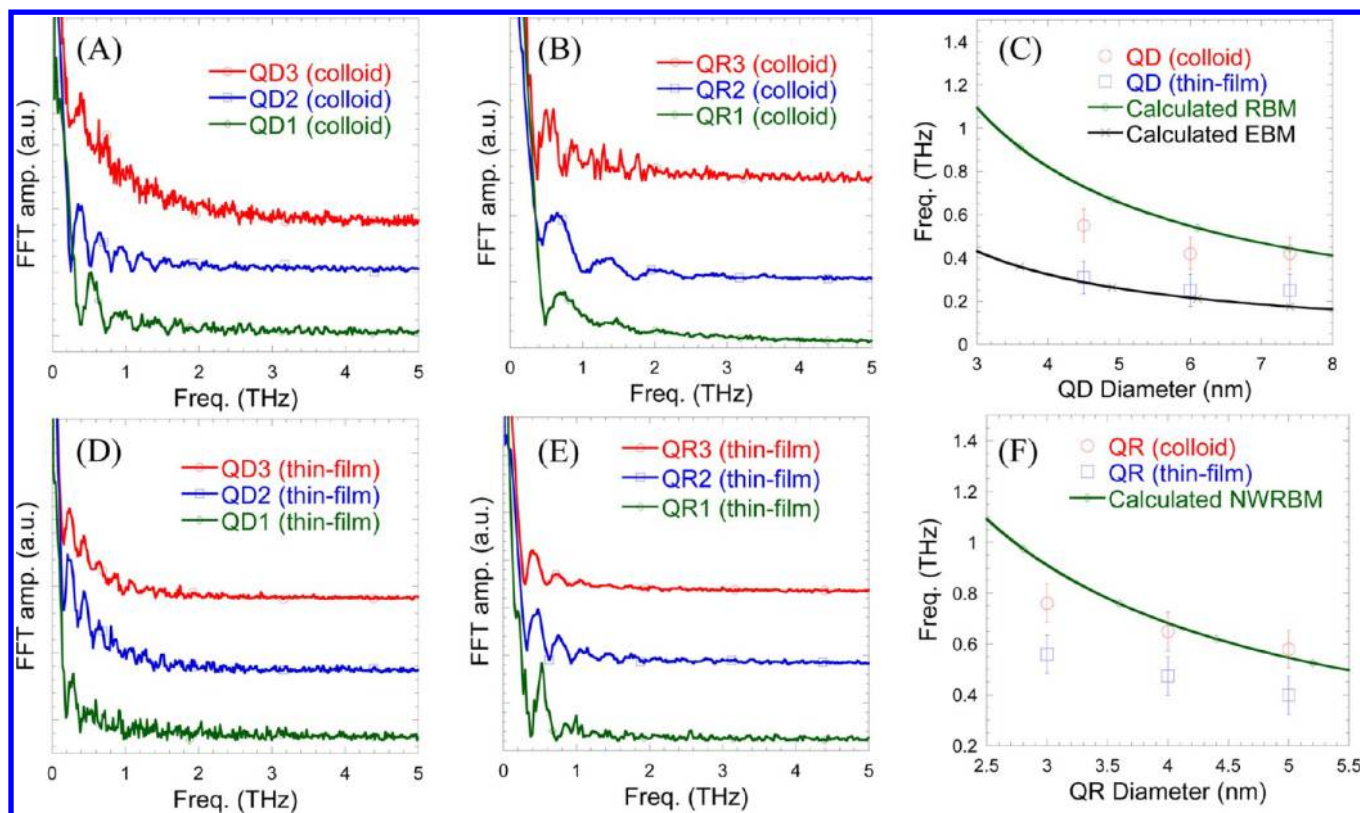 (A)
QD3 (colloid)
QD2 (colloid)
QD1 (colloid)
FFT amp. (a.u.)
0 1 2 3 4 5
Freq. (THz)
(B)
QR3 (colloid)
QR2 (colloid)
QR1 (colloid)
FFT amp. (a.u.)
0 1 2 3 4 5
Freq. (THz)
(C)
QD (colloid)
QD (thin-film)
Calculated RBM
Calculated EBM
Freq. (THz)
1.4
1.2
1
0.8
0.6
0.4
0.2
0
3 4 5 6 7 8
QD Diameter (nm)
(D)
QD3 (thin-film)
QD2 (thin-film)
QD1 (thin-film)
FFT amp. (a.u.)
0 1 2 3 4 5
Freq. (THz)
(E)
QR3 (thin-film)
QR2 (thin-film)
QR1 (thin-film)
FFT amp. (a.u.)
0 1 2 3 4 5
Freq. (THz)
(F)
QR (colloid)
QR (thin-film)
Calculated NWRBM
Freq. (THz)
1.4
1.2
1
0.8
0.6
0.4
0.2
2.5 3 3.5 4 4.5 5 5.5
QR Diameter (nm)